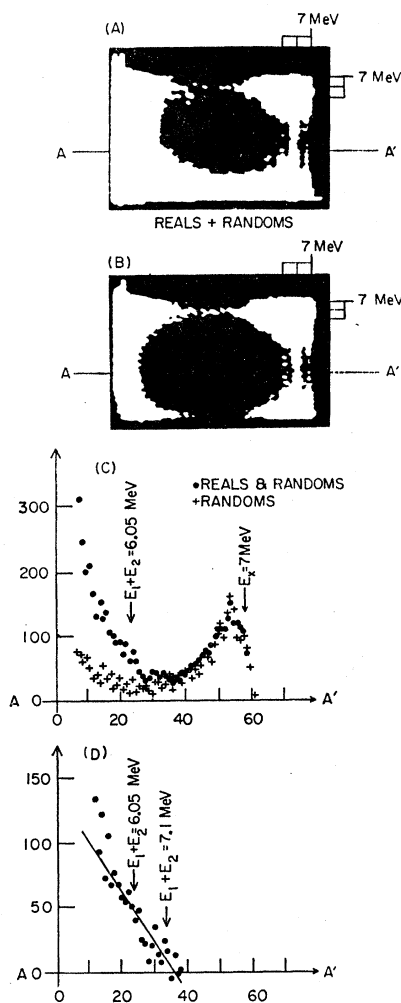 (A)
7 MeV
7 MeV
A
A'
REALS + RANDOMS
(B)
7 MeV
7 MeV
A
A'
(C)
●REALS & RANDOMS
+RANDOMS
E₁+E₂=6.05 MeV
Eₓ=7MeV
300
200
100
A 0
A'
0 20 40 60
(D)
E₁+E₂=6.05 MeV
E₁+E₂=7.1 MeV
150
100
50
A 0
A'
0 20 40 60